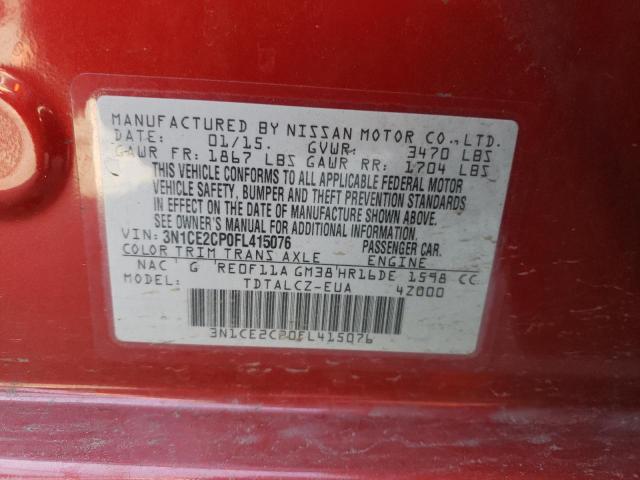 MANUFACTURED BY NISSAN MOTOR CO., LTD.
DATE: 01/15. GVWR: 3470 LBS
GAWR FR: 1867 LBS GAWR RR: 1704 LBS
THIS VEHICLE CONFORMS TO ALL APPLICABLE FEDERAL MOTOR
VEHICLE SAFETY, BUMPER AND THEFT PREVENTION STANDARDS
IN EFFECT ON THE DATE OF MANUFACTURE SHOWN ABOVE.
SEE OWNER'S MANUAL FOR ADDITIONAL INFORMATION.
VIN: 3N1CE2CP0FL415076 PASSENGER CAR.
COLOR TRIM TRANS AXLE ENGINE
NAC G RE0F11A GM38 HR16DE 1598 CC
MODEL: TDTALCZ-EUA 4Z000
3N1CE2CP0FL415076